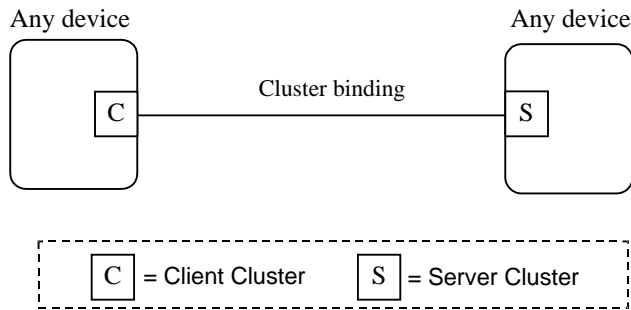 Any device
Any device
Cluster binding
C
S
C = Client Cluster
S = Server Cluster